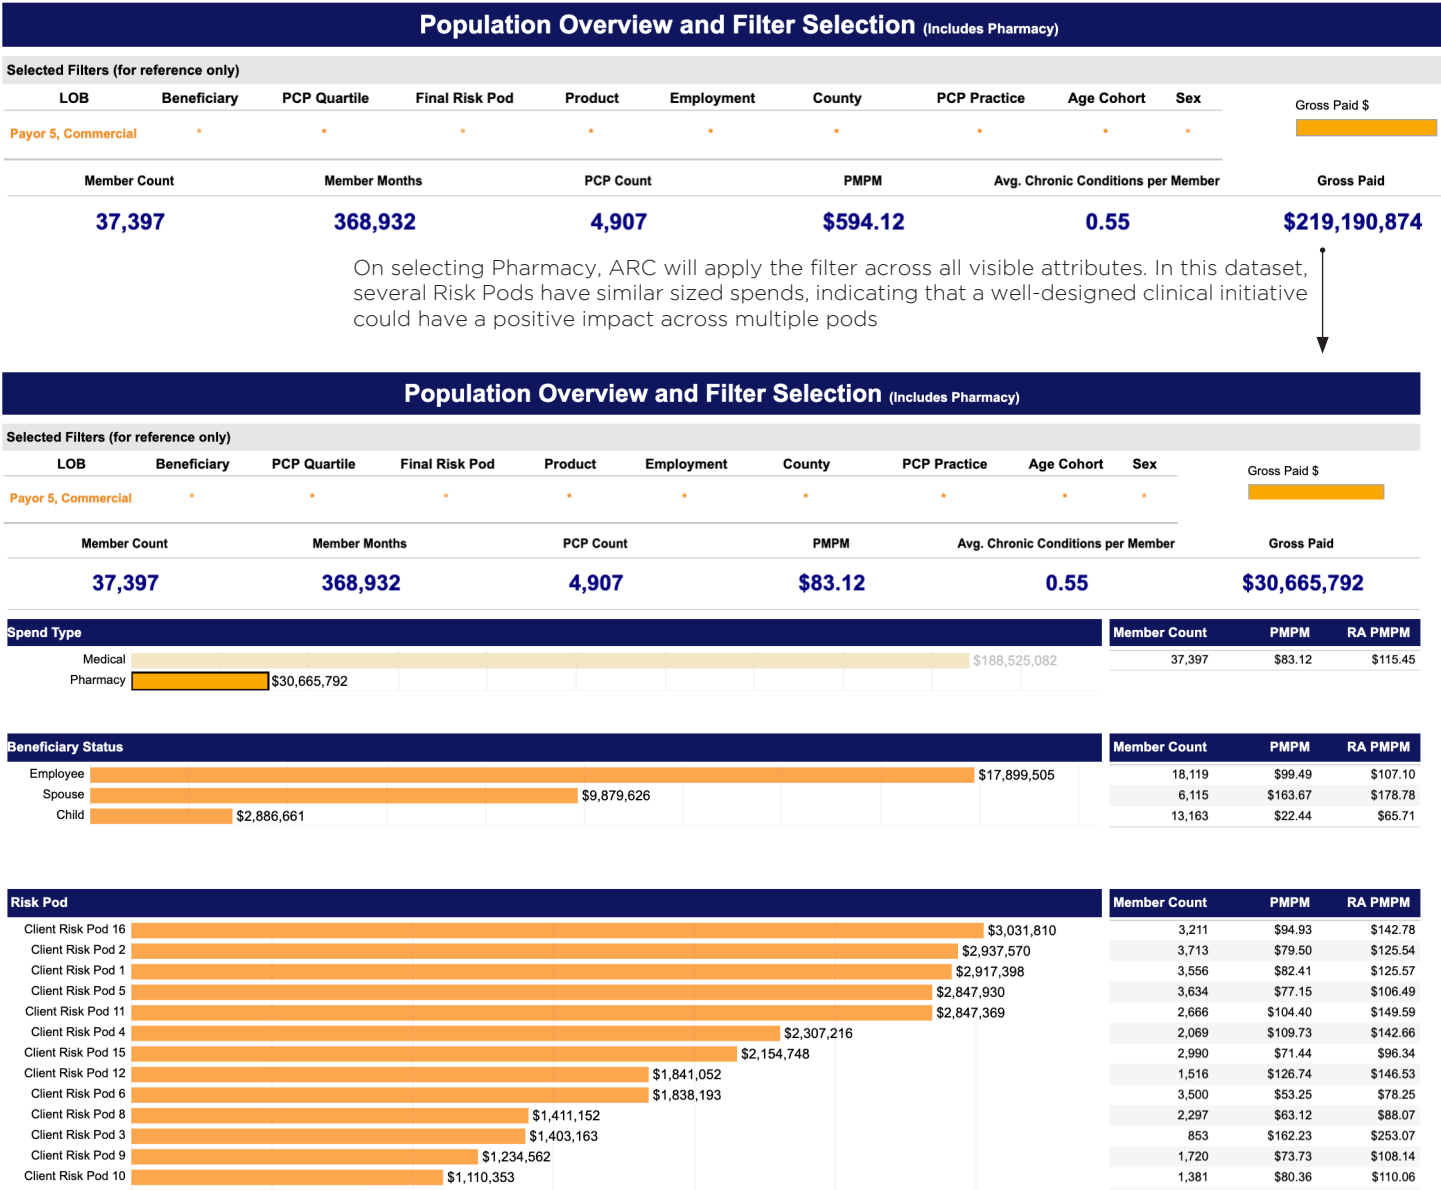 Population Overview and Filter Selection (Includes Pharmacy)
Selected Filters (for reference only)
LOB Beneficiary PCP Quartile Final Risk Pod Product Employment County PCP Practice Age Cohort Sex
Gross Paid $
Payor 5, Commercial * * * * * * * * *
Member Count Member Months PCP Count PMPM Avg. Chronic Conditions per Member Gross Paid
37,397 368,932 4,907 $594.12 0.55 $219,190,874
On selecting Pharmacy, ARC will apply the filter across all visible attributes. In this dataset,
several Risk Pods have similar sized spends, indicating that a well-designed clinical initiative
could have a positive impact across multiple pods
Population Overview and Filter Selection (Includes Pharmacy)
Selected Filters (for reference only)
LOB Beneficiary PCP Quartile Final Risk Pod Product Employment County PCP Practice Age Cohort Sex
Gross Paid $
Payor 5, Commercial * * * * * * * * *
Member Count Member Months PCP Count PMPM Avg. Chronic Conditions per Member Gross Paid
37,397 368,932 4,907 $83.12 0.55 $30,665,792
Spend Type Member Count PMPM RA PMPM
Medical $188,525,082 37,397 $83.12 $115.45
Pharmacy $30,665,792
Beneficiary Status Member Count PMPM RA PMPM
Employee $17,899,505 18,119 $99.49 $107.10
Spouse $9,879,626 6,115 $163.67 $178.78
Child $2,886,661 13,163 $22.44 $65.71
Risk Pod Member Count PMPM RA PMPM
Client Risk Pod 16 $3,031,810 3,211 $94.93 $142.78
Client Risk Pod 2 $2,937,570 3,713 $79.50 $125.54
Client Risk Pod 1 $2,917,398 3,556 $82.41 $125.57
Client Risk Pod 5 $2,847,930 3,634 $77.15 $106.49
Client Risk Pod 11 $2,847,369 2,666 $104.40 $149.59
Client Risk Pod 4 $2,307,216 2,069 $109.73 $142.66
Client Risk Pod 15 $2,154,748 2,990 $71.44 $96.34
Client Risk Pod 12 $1,841,052 1,516 $126.74 $146.53
Client Risk Pod 6 $1,838,193 3,500 $53.25 $78.25
Client Risk Pod 8 $1,411,152 2,297 $63.12 $88.07
Client Risk Pod 3 $1,403,163 853 $162.23 $253.07
Client Risk Pod 9 $1,234,562 1,720 $73.73 $108.14
Client Risk Pod 10 $1,110,353 1,381 $80.36 $110.06